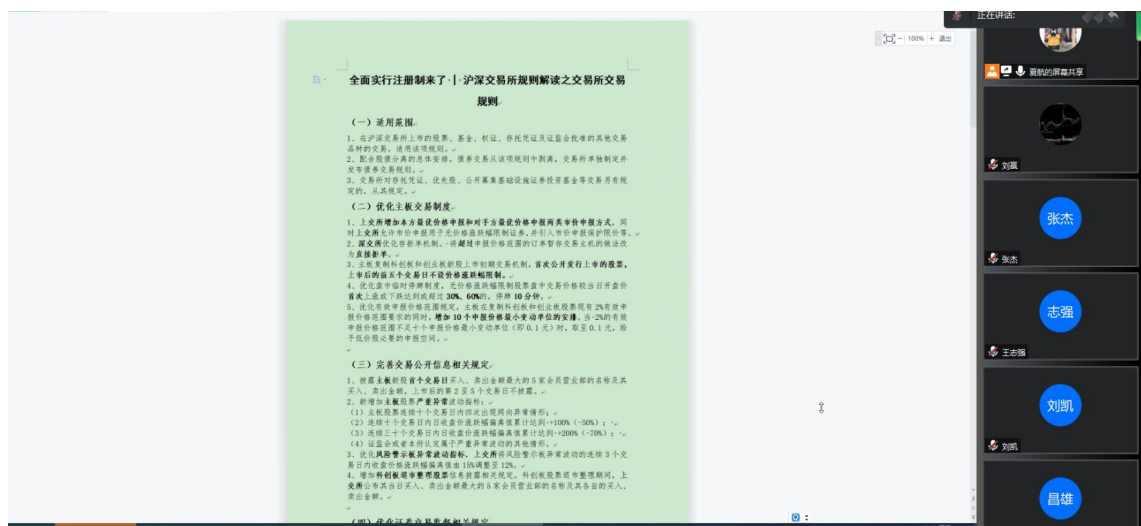 正在讲话:
100% + 退出
夏航的屏幕共享
刘赢
张杰
张杰
志强
王志强
刘凯
刘凯
昌雄
全面实行注册制来了 | 沪深交易所规则解读之交易所交易
规则
（一）适用范围
1、在沪深交易所上市的股票、基金、权证、存托凭证及证监会批准的其他交易
品种的交易，适用该项规则。
2、配合股债分离的总体安排，债券交易从该项规则中剥离，交易所单独制定并
发布债券交易规则。
3、交易所对存托凭证、优先股、公开募集基础设施证券投资基金等交易另有规
定的，从其规定。
（二）优化主板交易制度
1、上交所增加本方最优价格申报和对手方最优价格申报两类市价申报方式，同
时上交所允许市价申报用于无价格涨跌幅限制证券，并引入市价申报保护限价等。
2、深交所优化存拒单机制。将超过申报价格范围的订单暂存交易主机的做法改
为直接拒单。
3、主板复制科创板和创业板新股上市初期交易机制，首次公开发行上市的股票，
上市后的前五个交易日不设价格涨跌幅限制。
4、优化盘中临时停牌制度，无价格涨跌幅限制股票盘中交易价格较当日开盘价
首次上涨或下跌达到或超过 30%、60%的，停牌 10 分钟。
5、优化有效申报价格范围规定，主板在复制科创板和创业板股票现有 2%有效申
报价格范围要求的同时，增加 10 个申报价格最小变动单位的安排。当 2%的有效
申报价格范围不足十个申报价格最小变动单位（即 0.1 元）时，取至 0.1 元，给
予低价股必要的申报空间。
（三）完善交易公开信息相关规定
1、披露主板新股首个交易日买入、卖出金额最大的 5 家会员营业部的名称及其
买入、卖出金额，上市后的第 2 至 5 个交易日不披露。
2、新增加主板股票严重异常波动指标：
（1）主板股票连续十个交易日内四次出现同向异常情形；
（2）连续十个交易日内日收盘价涨跌幅偏离值累计达到 +100%（-50%）；
（3）连续三十个交易日内日收盘价涨跌幅偏离值累计达到 +200%（-70%）；
（4）证监会或者本所认定属于严重异常波动的其他情形。
3、优化风险警示板异常波动指标，上交所将风险警示板异常波动的连续 3 个交
易日内收盘价格涨跌幅偏离值由 15%调整至 12%。
4、增加科创板退市整理股票信息披露相关规定，科创板股票退市整理期间，上
交所公布其当日买入、卖出金额最大的 5 家会员营业部的名称及其各自的买入、
卖出金额。
（四）优化证券交易监督相关规定